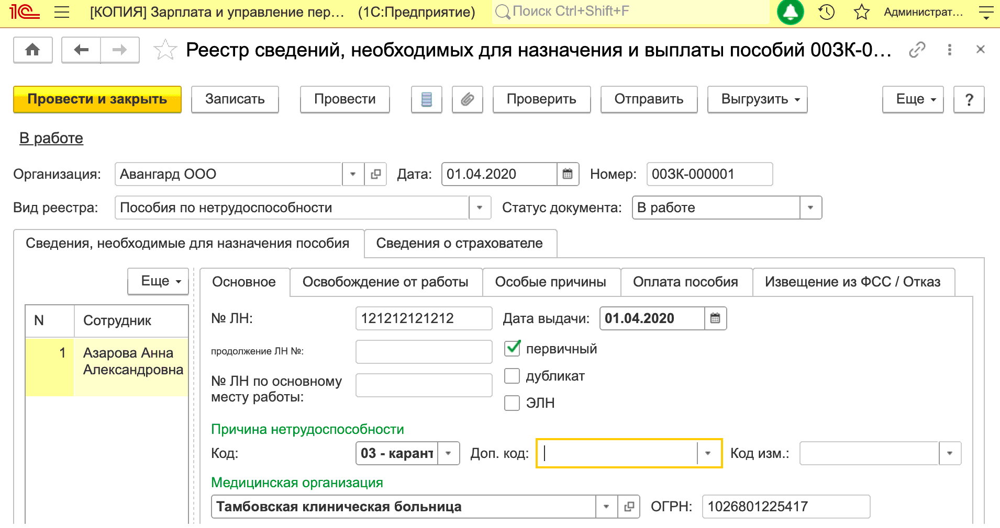 1С [КОПИЯ] Зарплата и управление пер... (1С:Предприятие) Поиск Ctrl+Shift+F Администрат...
Реестр сведений, необходимых для назначения и выплаты пособий 00ЗК-0...
Провести и закрыть Записать Провести Проверить Отправить Выгрузить Еще ?
В работе
Организация: Авангард ООО Дата: 01.04.2020 Номер: 00ЗК-000001
Вид реестра: Пособия по нетрудоспособности Статус документа: В работе
Сведения, необходимые для назначения пособия Сведения о страхователе
Еще Основное Освобождение от работы Особые причины Оплата пособия Извещение из ФСС / Отказ
N Сотрудник
1 Азарова Анна
Александровна
№ ЛН: 121212121212 Дата выдачи: 01.04.2020
продолжение ЛН №: первичный
№ ЛН по основному
месту работы:
дубликат
ЭЛН
Причина нетрудоспособности
Код: 03 - карант Доп. код: Код изм.:
Медицинская организация
Тамбовская клиническая больница ОГРН: 1026801225417